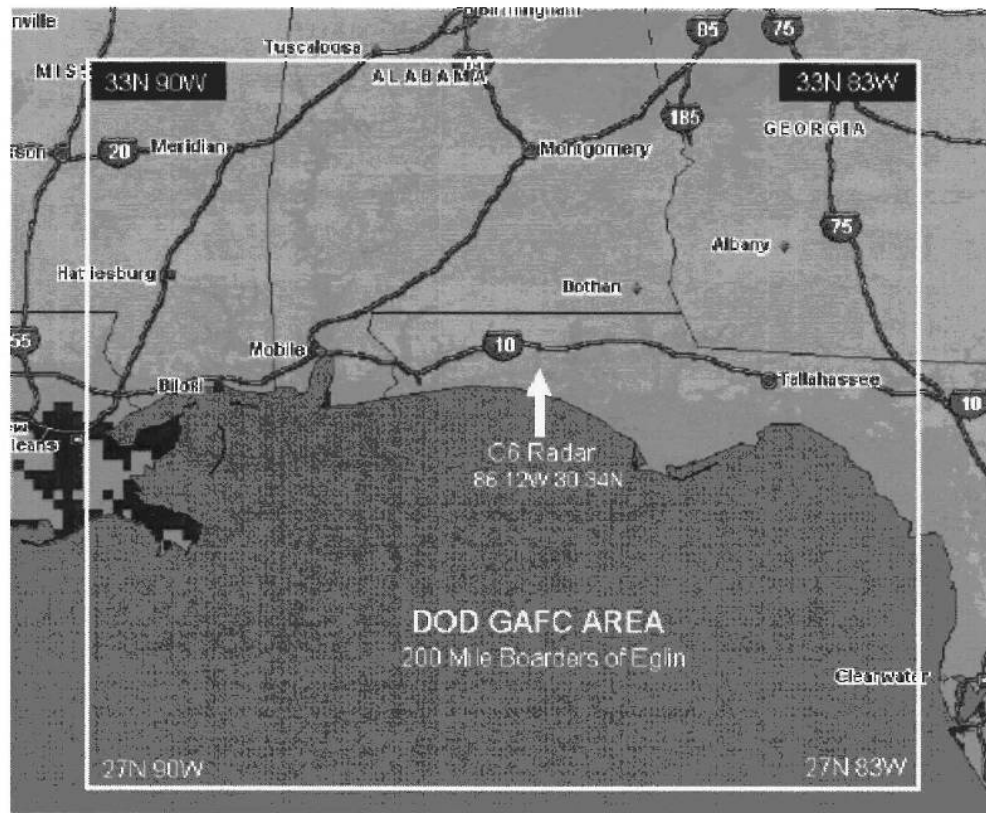 Tuscaloosa
85
75
33N 90W
ALABAMA
33N 83W
185
GEORGIA
20
Meridian
Montgomery
75
Albany
Hattiesburg
Dothan
55
Mobile
10
Biloxi
Tallahassee
10
C6 Radar
86.12W 30.34N
DOD GAFC AREA
200 Mile Boarders of Eglin
Clearwater
27N 90W
27N 83W